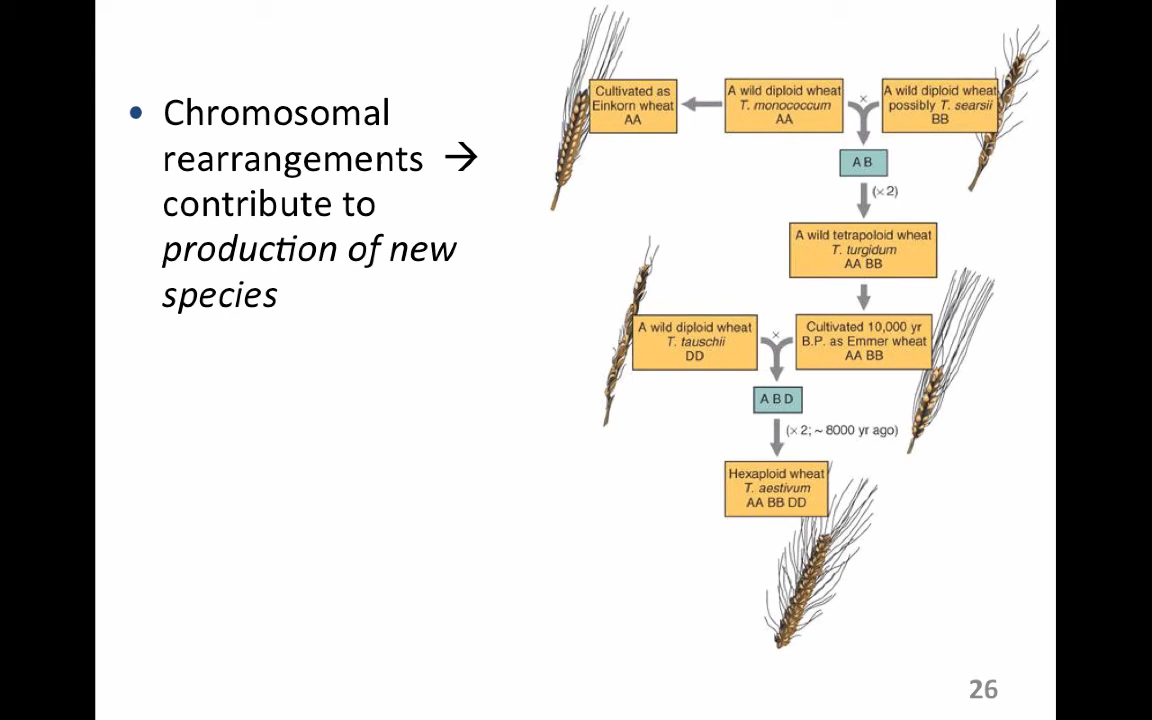 • Chromosomal
rearrangements →
contribute to
production of new
species
Cultivated as
Einkorn wheat
AA
A wild diploid wheat
T. monococcum
AA
×
A wild diploid wheat
possibly T. searsii
BB
A B
(×2)
A wild tetrapoloid wheat
T. turgidum
AA BB
A wild diploid wheat
T. tauschii
DD
×
Cultivated 10,000 yr
B.P. as Emmer wheat
AA BB
A B D
(×2; ~ 8000 yr ago)
Hexaploid wheat
T. aestivum
AA BB DD
26